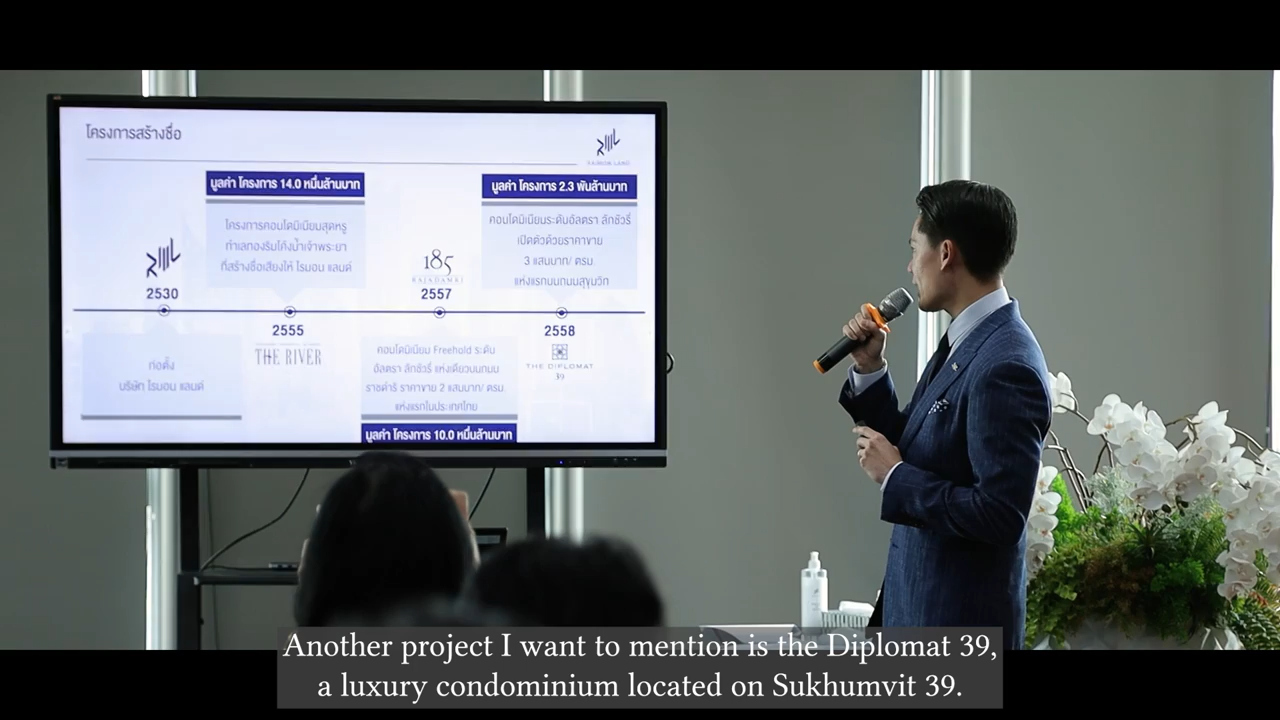 โครงการสร้างชื่อ
RAIMON LAND
มูลค่า โครงการ 14.0 หมื่นล้านบาท
โครงการคอนโดมิเนียมสุดหรู
ทำเลทองริมโค้งน้ำเจ้าพระยา
ที่สร้างชื่อเสียงให้ ไรมอน แลนด์
มูลค่า โครงการ 2.3 พันล้านบาท
คอนโดมิเนียมระดับอัลตรา ลักชัวรี่
เปิดตัวด้วยราคาขาย
3 แสนบาท/ ตรม.
แห่งแรกบนถนนสุขุมวิท
185
RAJADAMRI
2530
2557
2555
2558
THE RIVER
THE DIPLOMAT
39
ก่อตั้ง
บริษัท ไรมอน แลนด์
คอนโดมิเนียม Freehold ระดับ
อัลตรา ลักชัวรี่ แห่งเดียวบนถนน
ราชดำริ ราคาขาย 2 แสนบาท/ ตรม.
แห่งแรกในประเทศไทย
มูลค่า โครงการ 10.0 หมื่นล้านบาท
Another project I want to mention is the Diplomat 39,
a luxury condominium located on Sukhumvit 39.